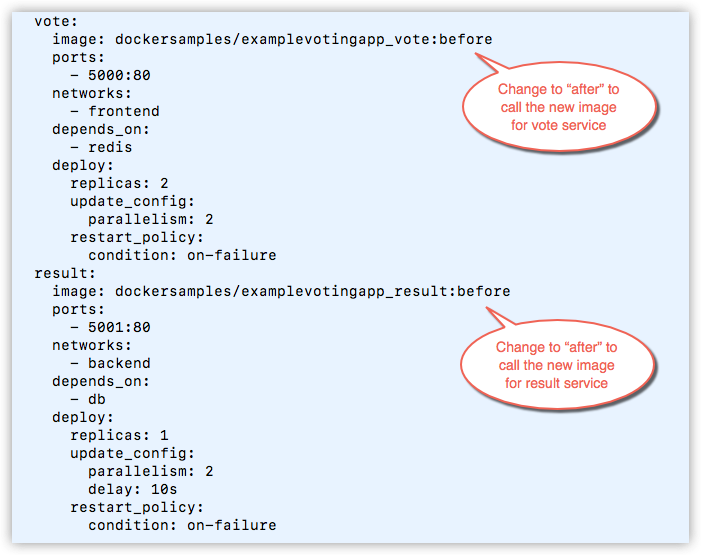 vote:
image: dockersamples/examplevotingapp_vote:before
ports:
- 5000:80
networks:
- frontend
depends_on:
- redis
deploy:
replicas: 2
update_config:
parallelism: 2
restart_policy:
condition: on-failure
result:
image: dockersamples/examplevotingapp_result:before
ports:
- 5001:80
networks:
- backend
depends_on:
- db
deploy:
replicas: 1
update_config:
parallelism: 2
delay: 10s
restart_policy:
condition: on-failure
Change to “after” to
call the new image
for vote service
Change to “after” to
call the new image
for result service